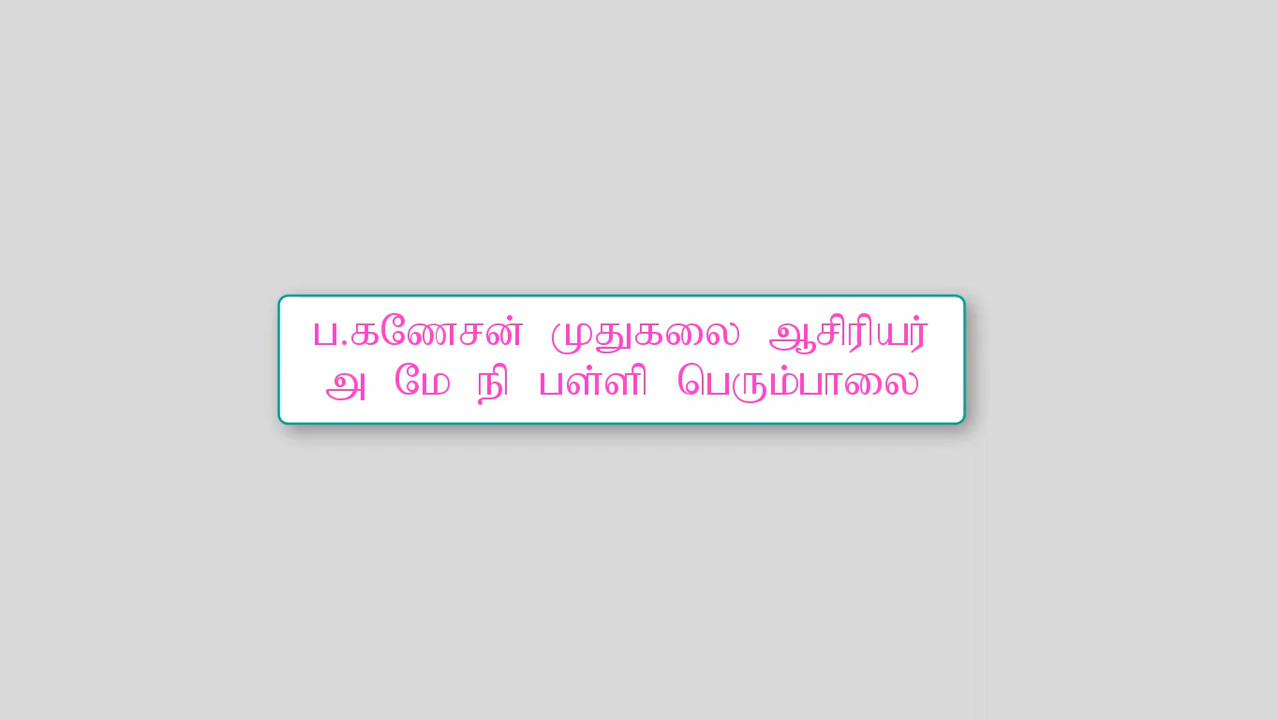 ப.கணேசன் முதுகலை ஆசிரியர்
அ மே நி பள்ளி பெரும்பாலை